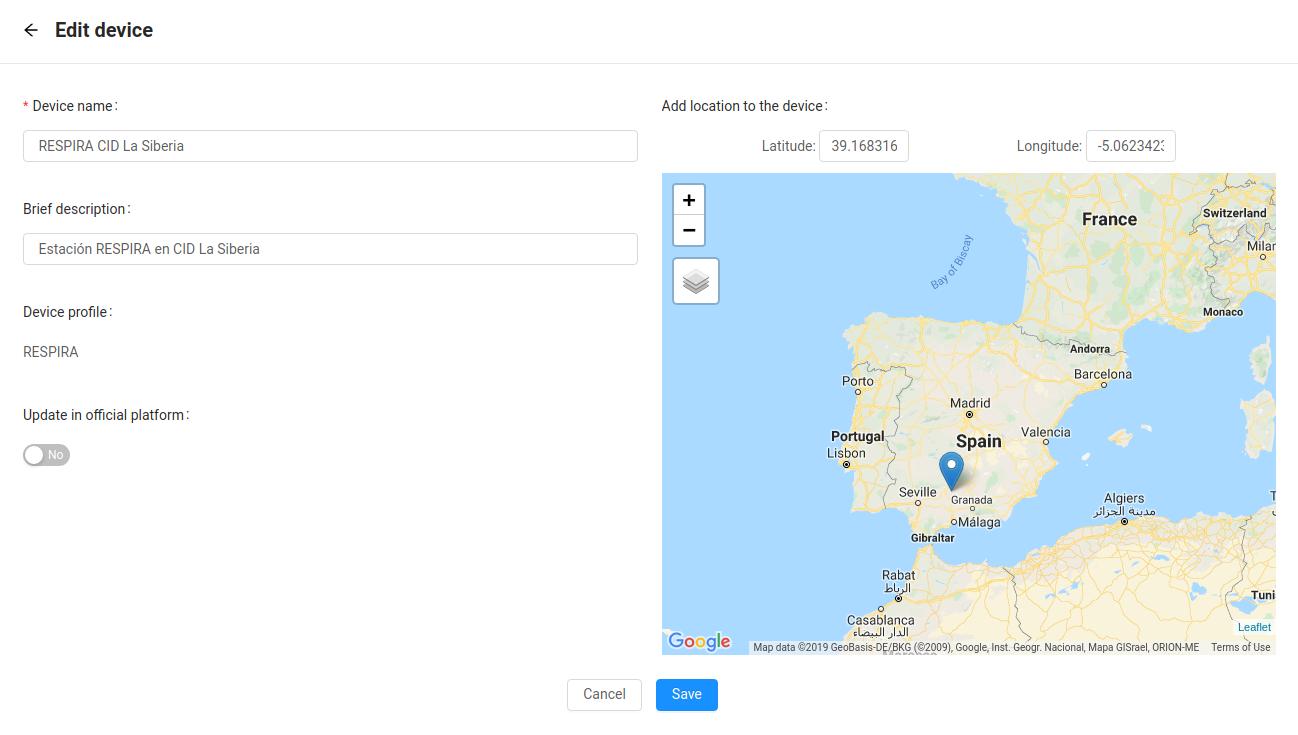 Edit device
* Device name:
RESPIRA CID La Siberia
Brief description:
Estación RESPIRA en CID La Siberia
Device profile:
RESPIRA
Update in official platform:
No
Add location to the device:
Latitude: 39.168316
Longitude: -5.0623423
+
−
Bay of Biscay
France
Switzerland
Milar
Monaco
Andorra
Barcelona
Porto
Madrid
Portugal
Spain
Valencia
Lisbon
Seville
Granada
Málaga
Gibraltar
Algiers
مدينة الجزائر
T
Rabat
الرباط
Casablanca
الدار البيضاء
Tuni
Leaflet
Google
Map data ©2019 GeoBasis-DE/BKG (©2009), Google, Inst. Geogr. Nacional, Mapa GISrael, ORION-ME
Terms of Use
Morocco
Cancel
Save